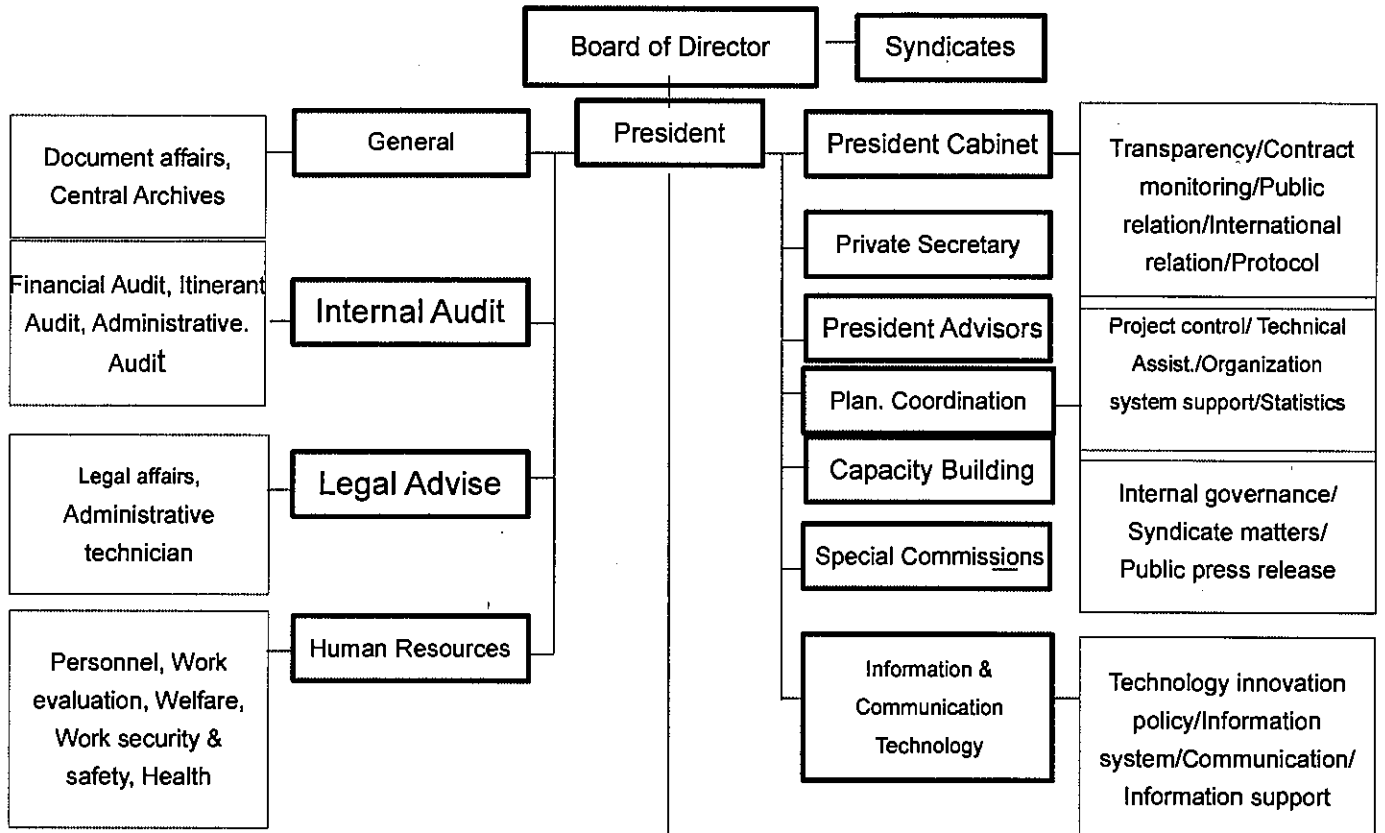 Board of Director
Syndicates
President
General
Document affairs,
Central Archives
Internal Audit
Financial Audit, Itinerant
Audit, Administrative.
Audit
Legal Advise
Legal affairs,
Administrative
technician
Human Resources
Personnel, Work
evaluation, Welfare,
Work security &
safety, Health
President Cabinet
Transparency/Contract
monitoring/Public
relation/International
relation/Protocol
Private Secretary
President Advisors
Plan. Coordination
Project control/ Technical
Assist./Organization
system support/Statistics
Capacity Building
Special Commissions
Internal governance/
Syndicate matters/
Public press release
Information &
Communication
Technology
Technology innovation
policy/Information
system/Communication/
Information support